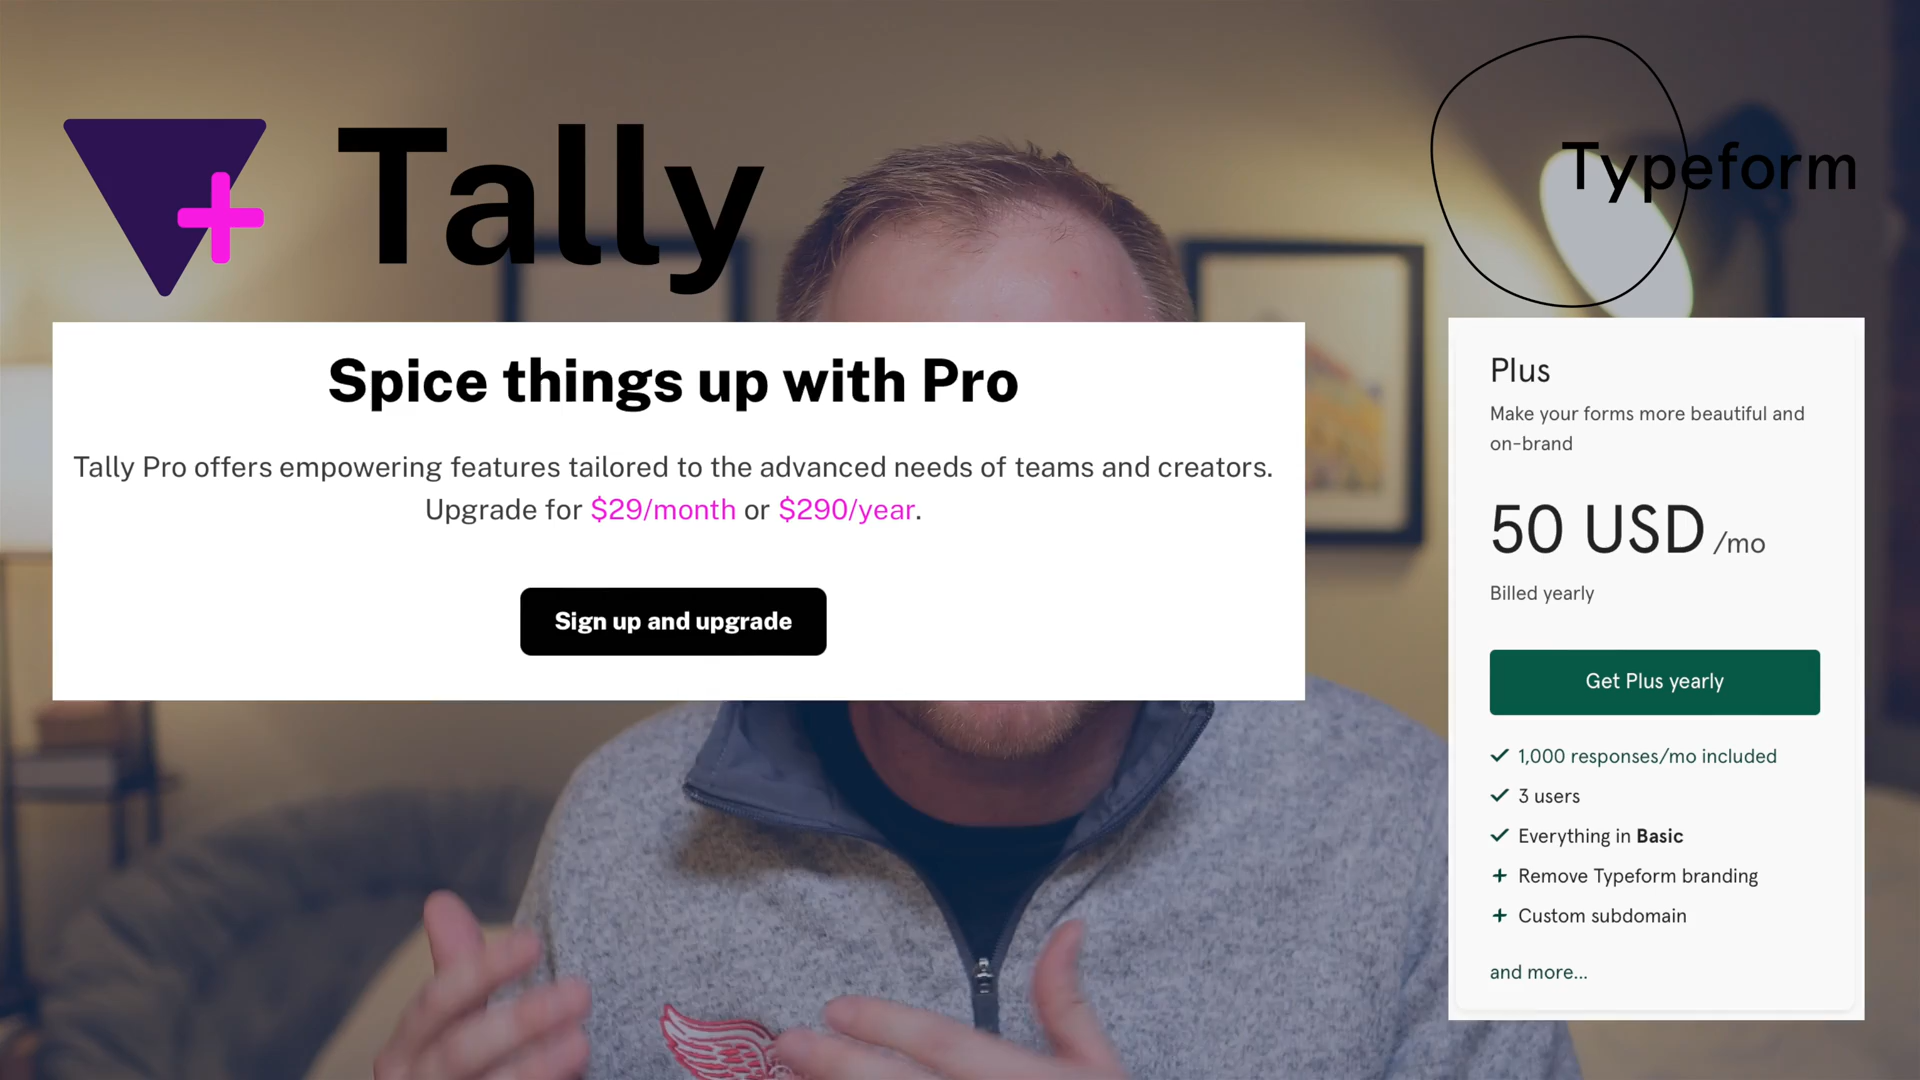 Tally
Spice things up with Pro
Tally Pro offers empowering features tailored to the advanced needs of teams and creators.
Upgrade for $29/month or $290/year.
Sign up and upgrade
Typeform
Plus
Make your forms more beautiful and
on-brand
50 USD /mo
Billed yearly
Get Plus yearly
1,000 responses/mo included
3 users
Everything in Basic
Remove Typeform branding
Custom subdomain
and more...